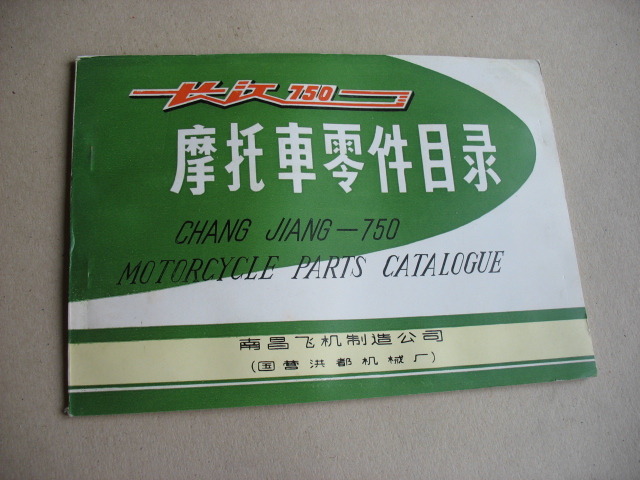 长江750
摩托車零件目录
CHANG JIANG—750
MOTORCYCLE PARTS CATALOGUE
南昌飞机制造公司
(国营洪都机械厂)